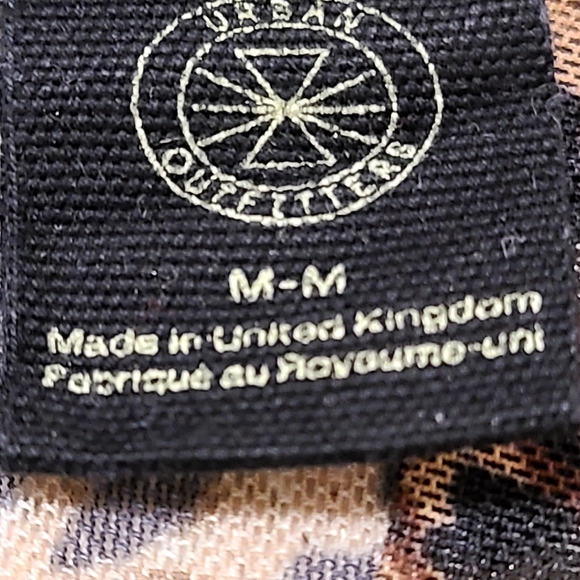 URBAN
OUTFITTERS
M-M
Made in United Kingdom
Fabriqué au Royaume-uni